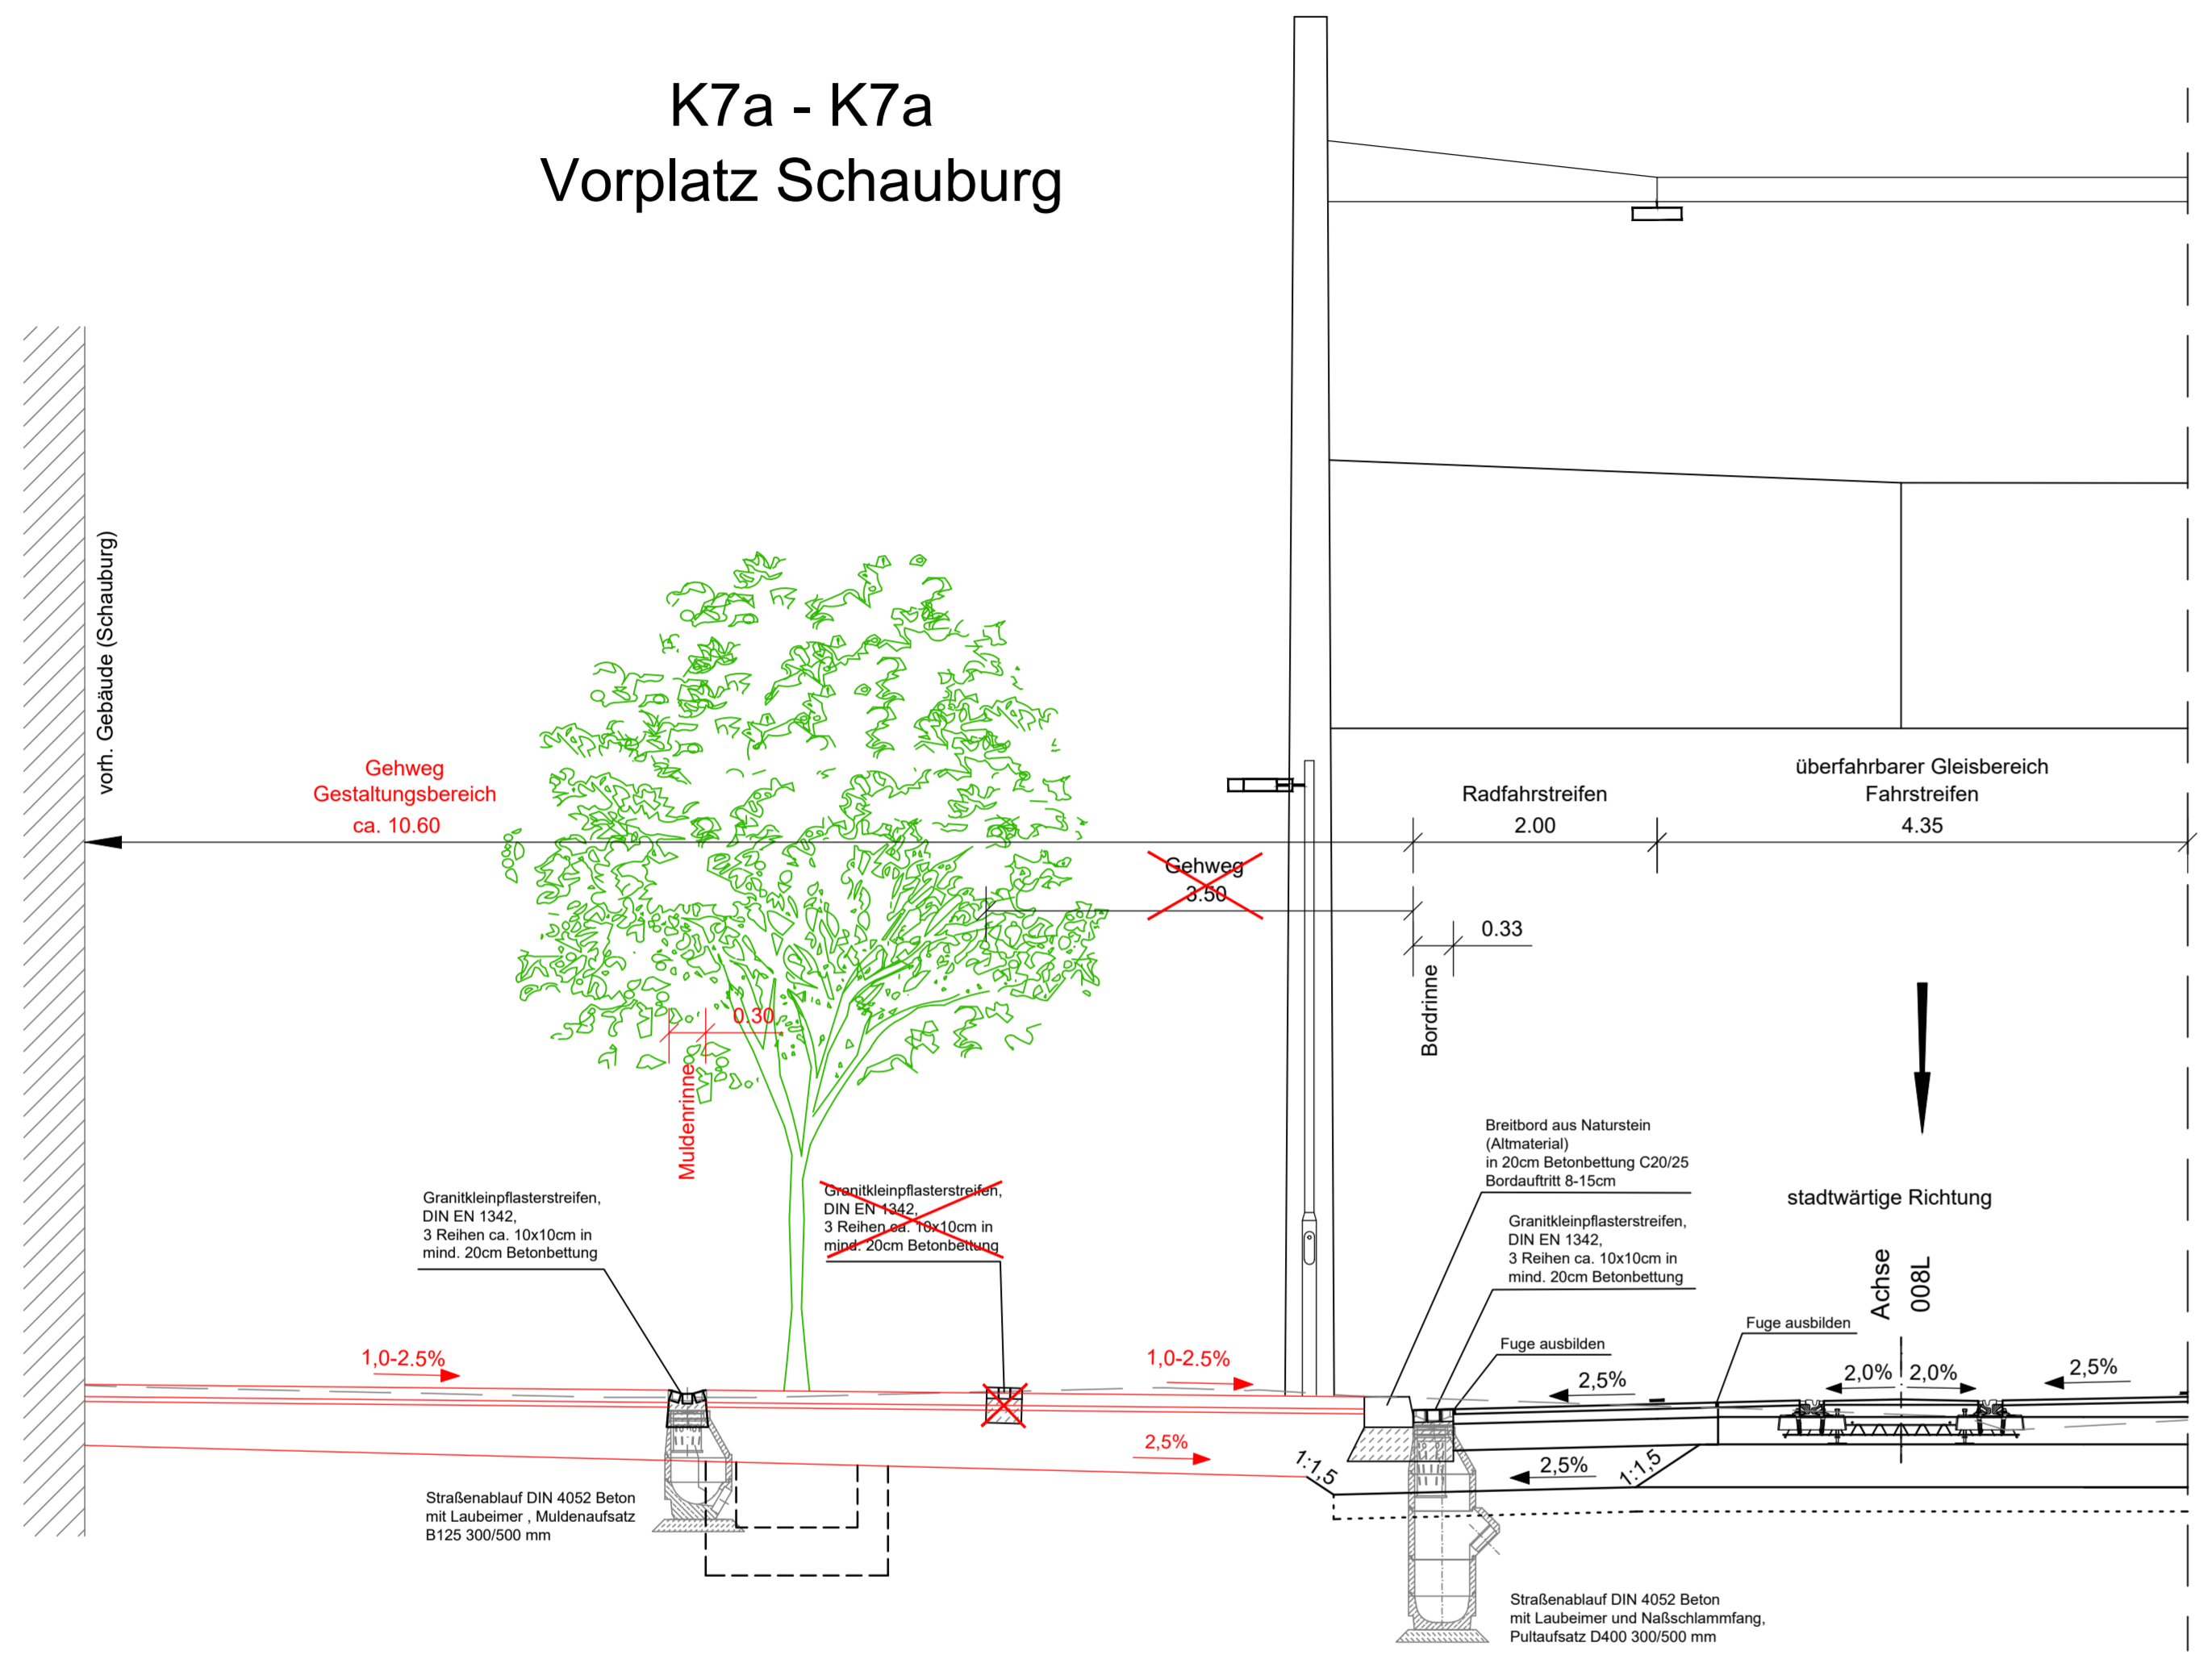 K7a - K7a
Vorplatz Schauburg
vorh. Gebäude (Schauburg)
Gehweg
Gestaltungsbereich
ca. 10.60
Radfahrstreifen
2.00
überfahrbarer Gleisbereich
Fahrstreifen
4.35
Gehweg
3.50
0.33
Bordrinne
0.30
Muldenrinne
Breitbord aus Naturstein
(Altmaterial)
in 20cm Betonbettung C20/25
Bordauftritt 8-15cm
stadtwärtige Richtung
Granitkleinpflasterstreifen,
DIN EN 1342,
3 Reihen ca. 10x10cm in
mind. 20cm Betonbettung
Granitkleinpflasterstreifen,
DIN EN 1342,
3 Reihen ca. 10x10cm in
mind. 20cm Betonbettung
Granitkleinpflasterstreifen,
DIN EN 1342,
3 Reihen ca. 10x10cm in
mind. 20cm Betonbettung
Achse
008L
Fuge ausbilden
Fuge ausbilden
1,0-2.5%
1,0-2.5%
2,5%
2,0%
2,0%
2,5%
2,5%
1:1,5
2,5%
1:1,5
Straßenablauf DIN 4052 Beton
mit Laubeimer , Muldenaufsatz
B125 300/500 mm
Straßenablauf DIN 4052 Beton
mit Laubeimer und Naßschlammfang,
Pultaufsatz D400 300/500 mm